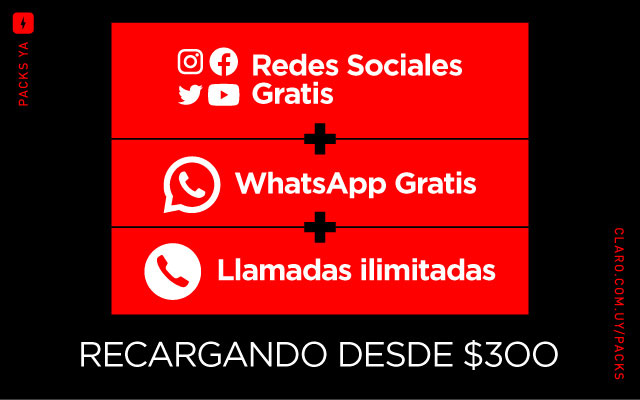 PACKS YA
Redes Sociales
Gratis
WhatsApp Gratis
Llamadas ilimitadas
RECARGANDO DESDE $300
CLARO.COM.UY/PACKS